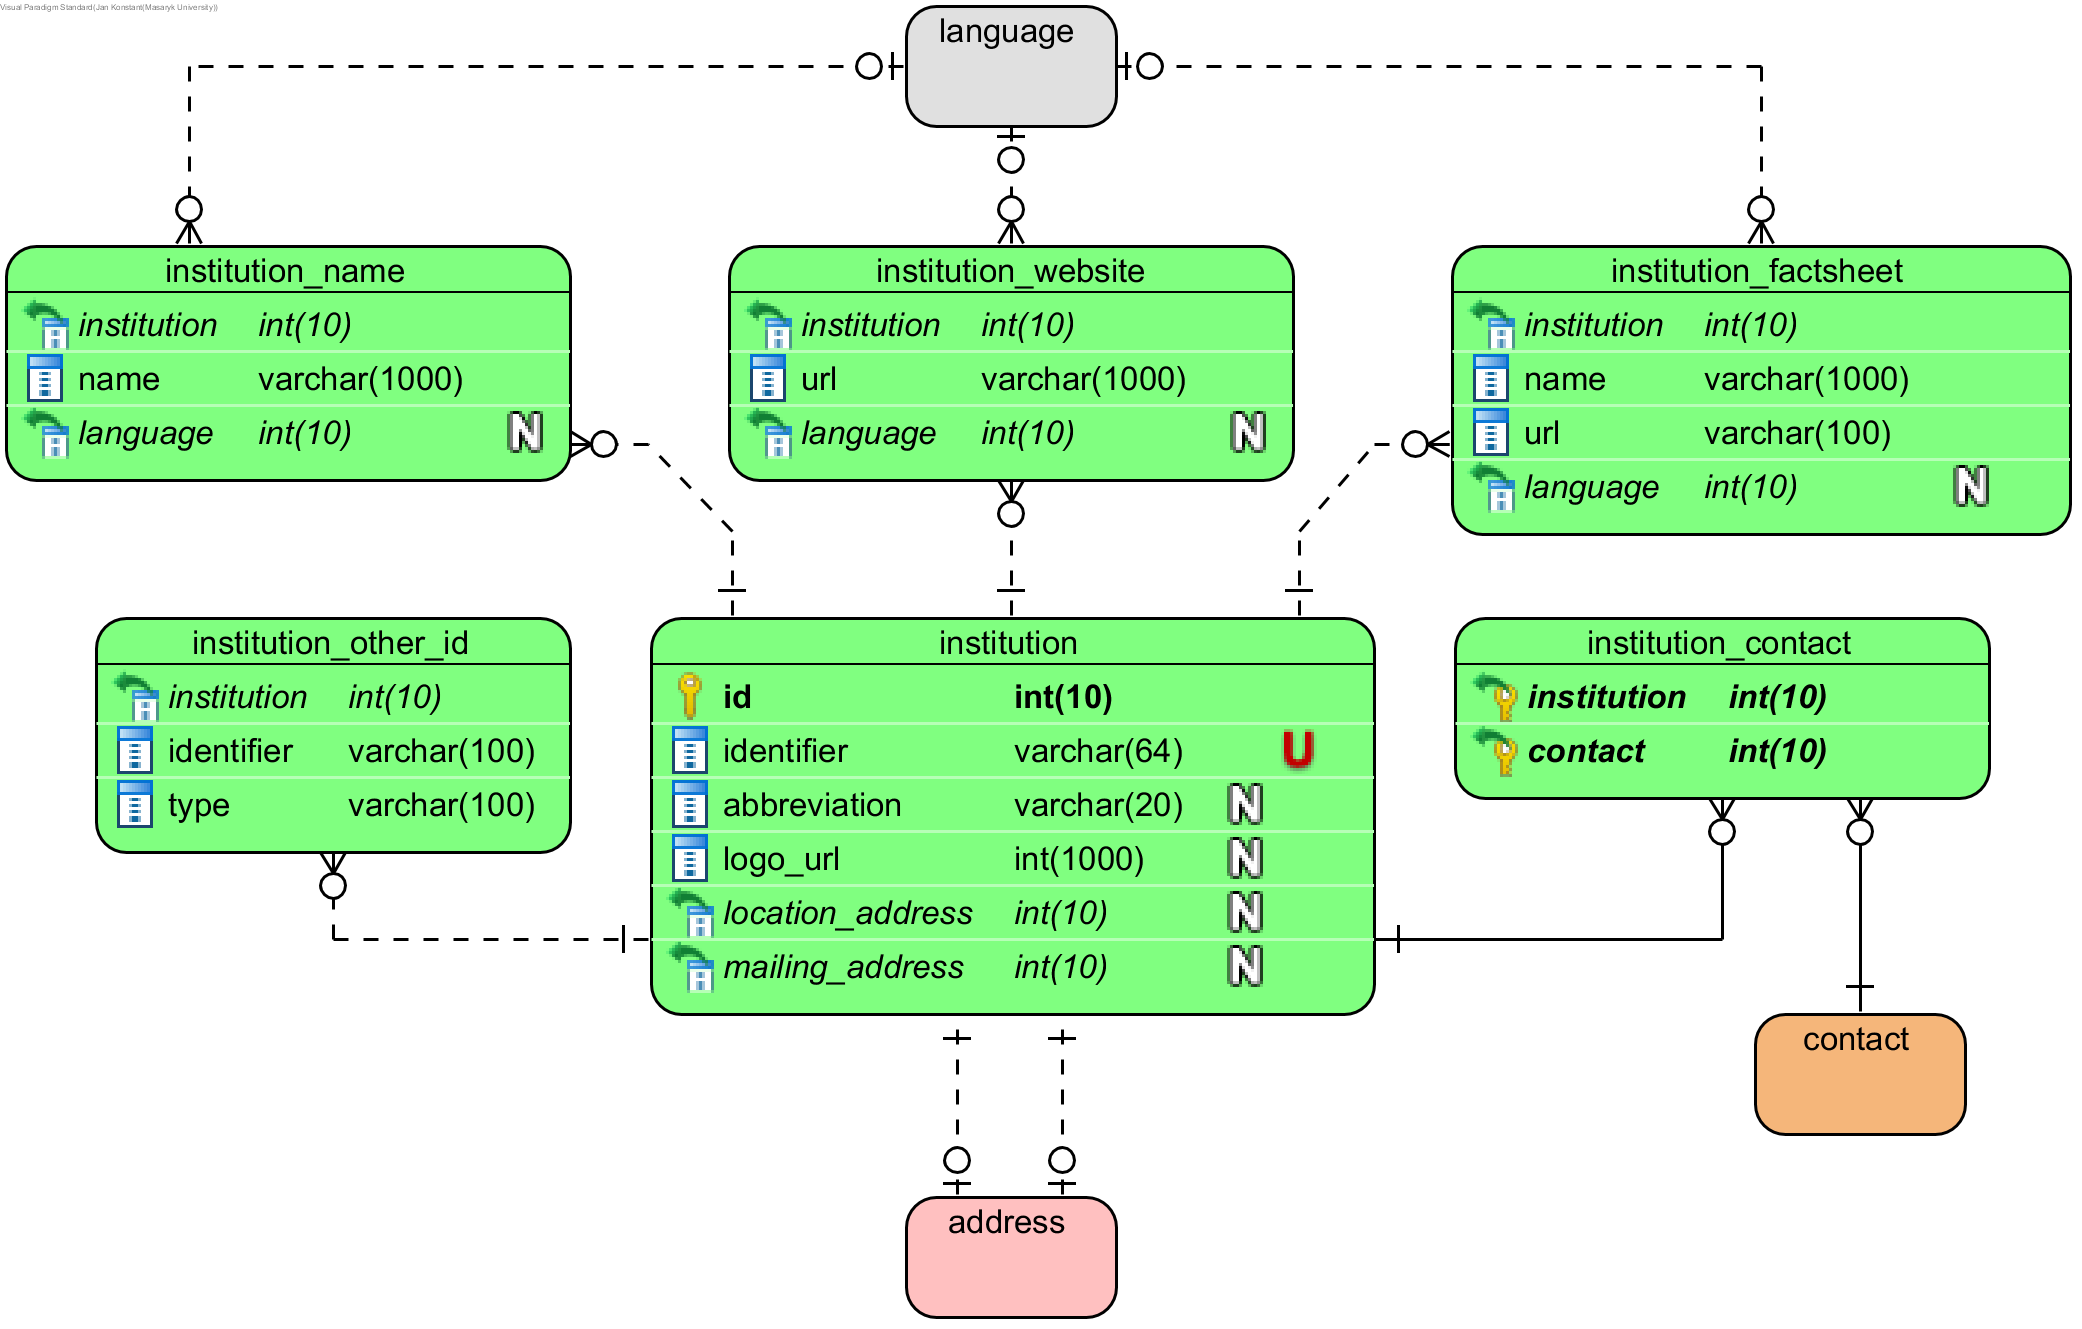 Visual Paradigm Standard(Jan Konstant(Masaryk University))
language
institution_name
institution int(10)
name varchar(1000)
language int(10) N
institution_website
institution int(10)
url varchar(1000)
language int(10) N
institution_factsheet
institution int(10)
name varchar(1000)
url varchar(100)
language int(10) N
institution_other_id
institution int(10)
identifier varchar(100)
type varchar(100)
institution
id int(10)
identifier varchar(64) U
abbreviation varchar(20) N
logo_url int(1000) N
location_address int(10) N
mailing_address int(10) N
institution_contact
institution int(10)
contact int(10)
contact
address